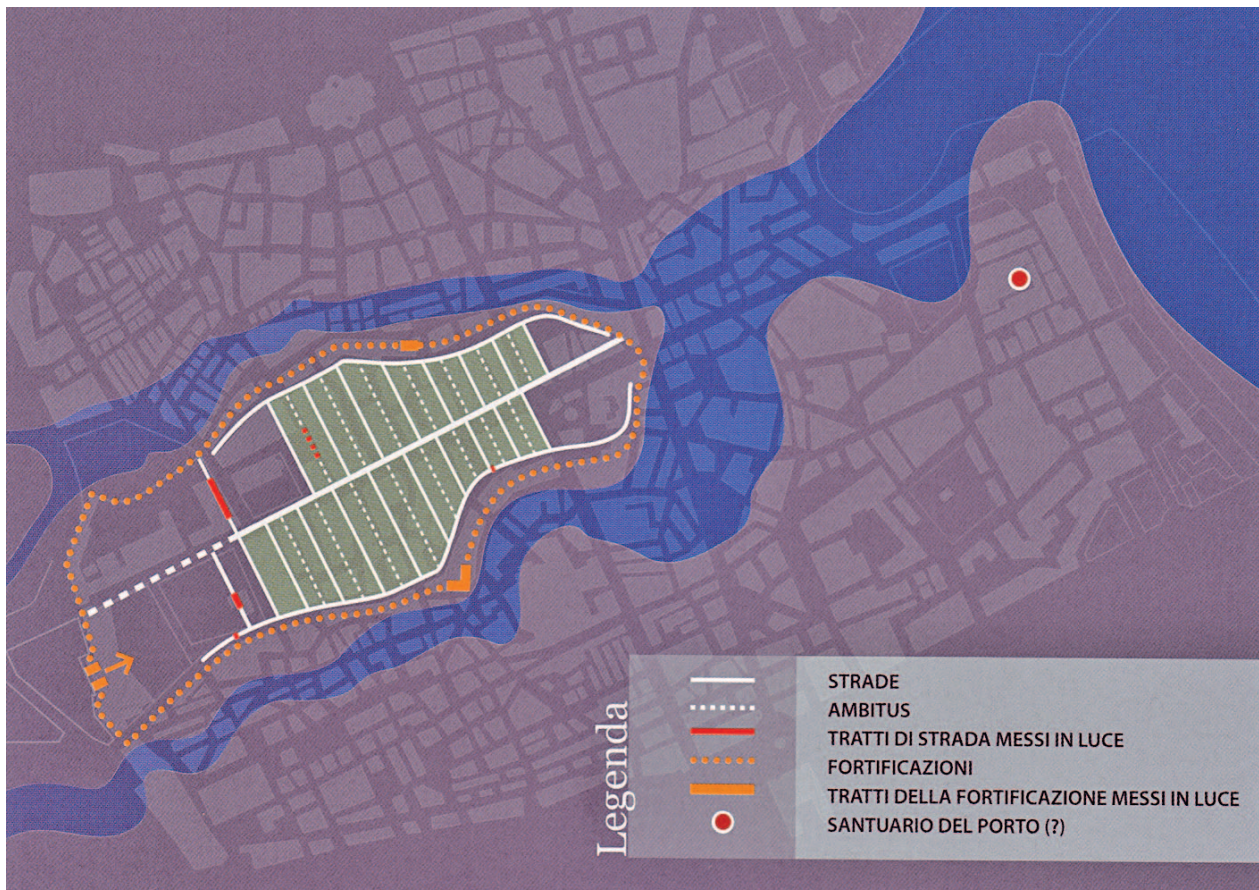 Legenda
STRADE
AMBITUS
TRATTI DI STRADA MESSI IN LUCE
FORTIFICAZIONI
TRATTI DELLA FORTIFICAZIONE MESSI IN LUCE
SANTUARIO DEL PORTO (?)